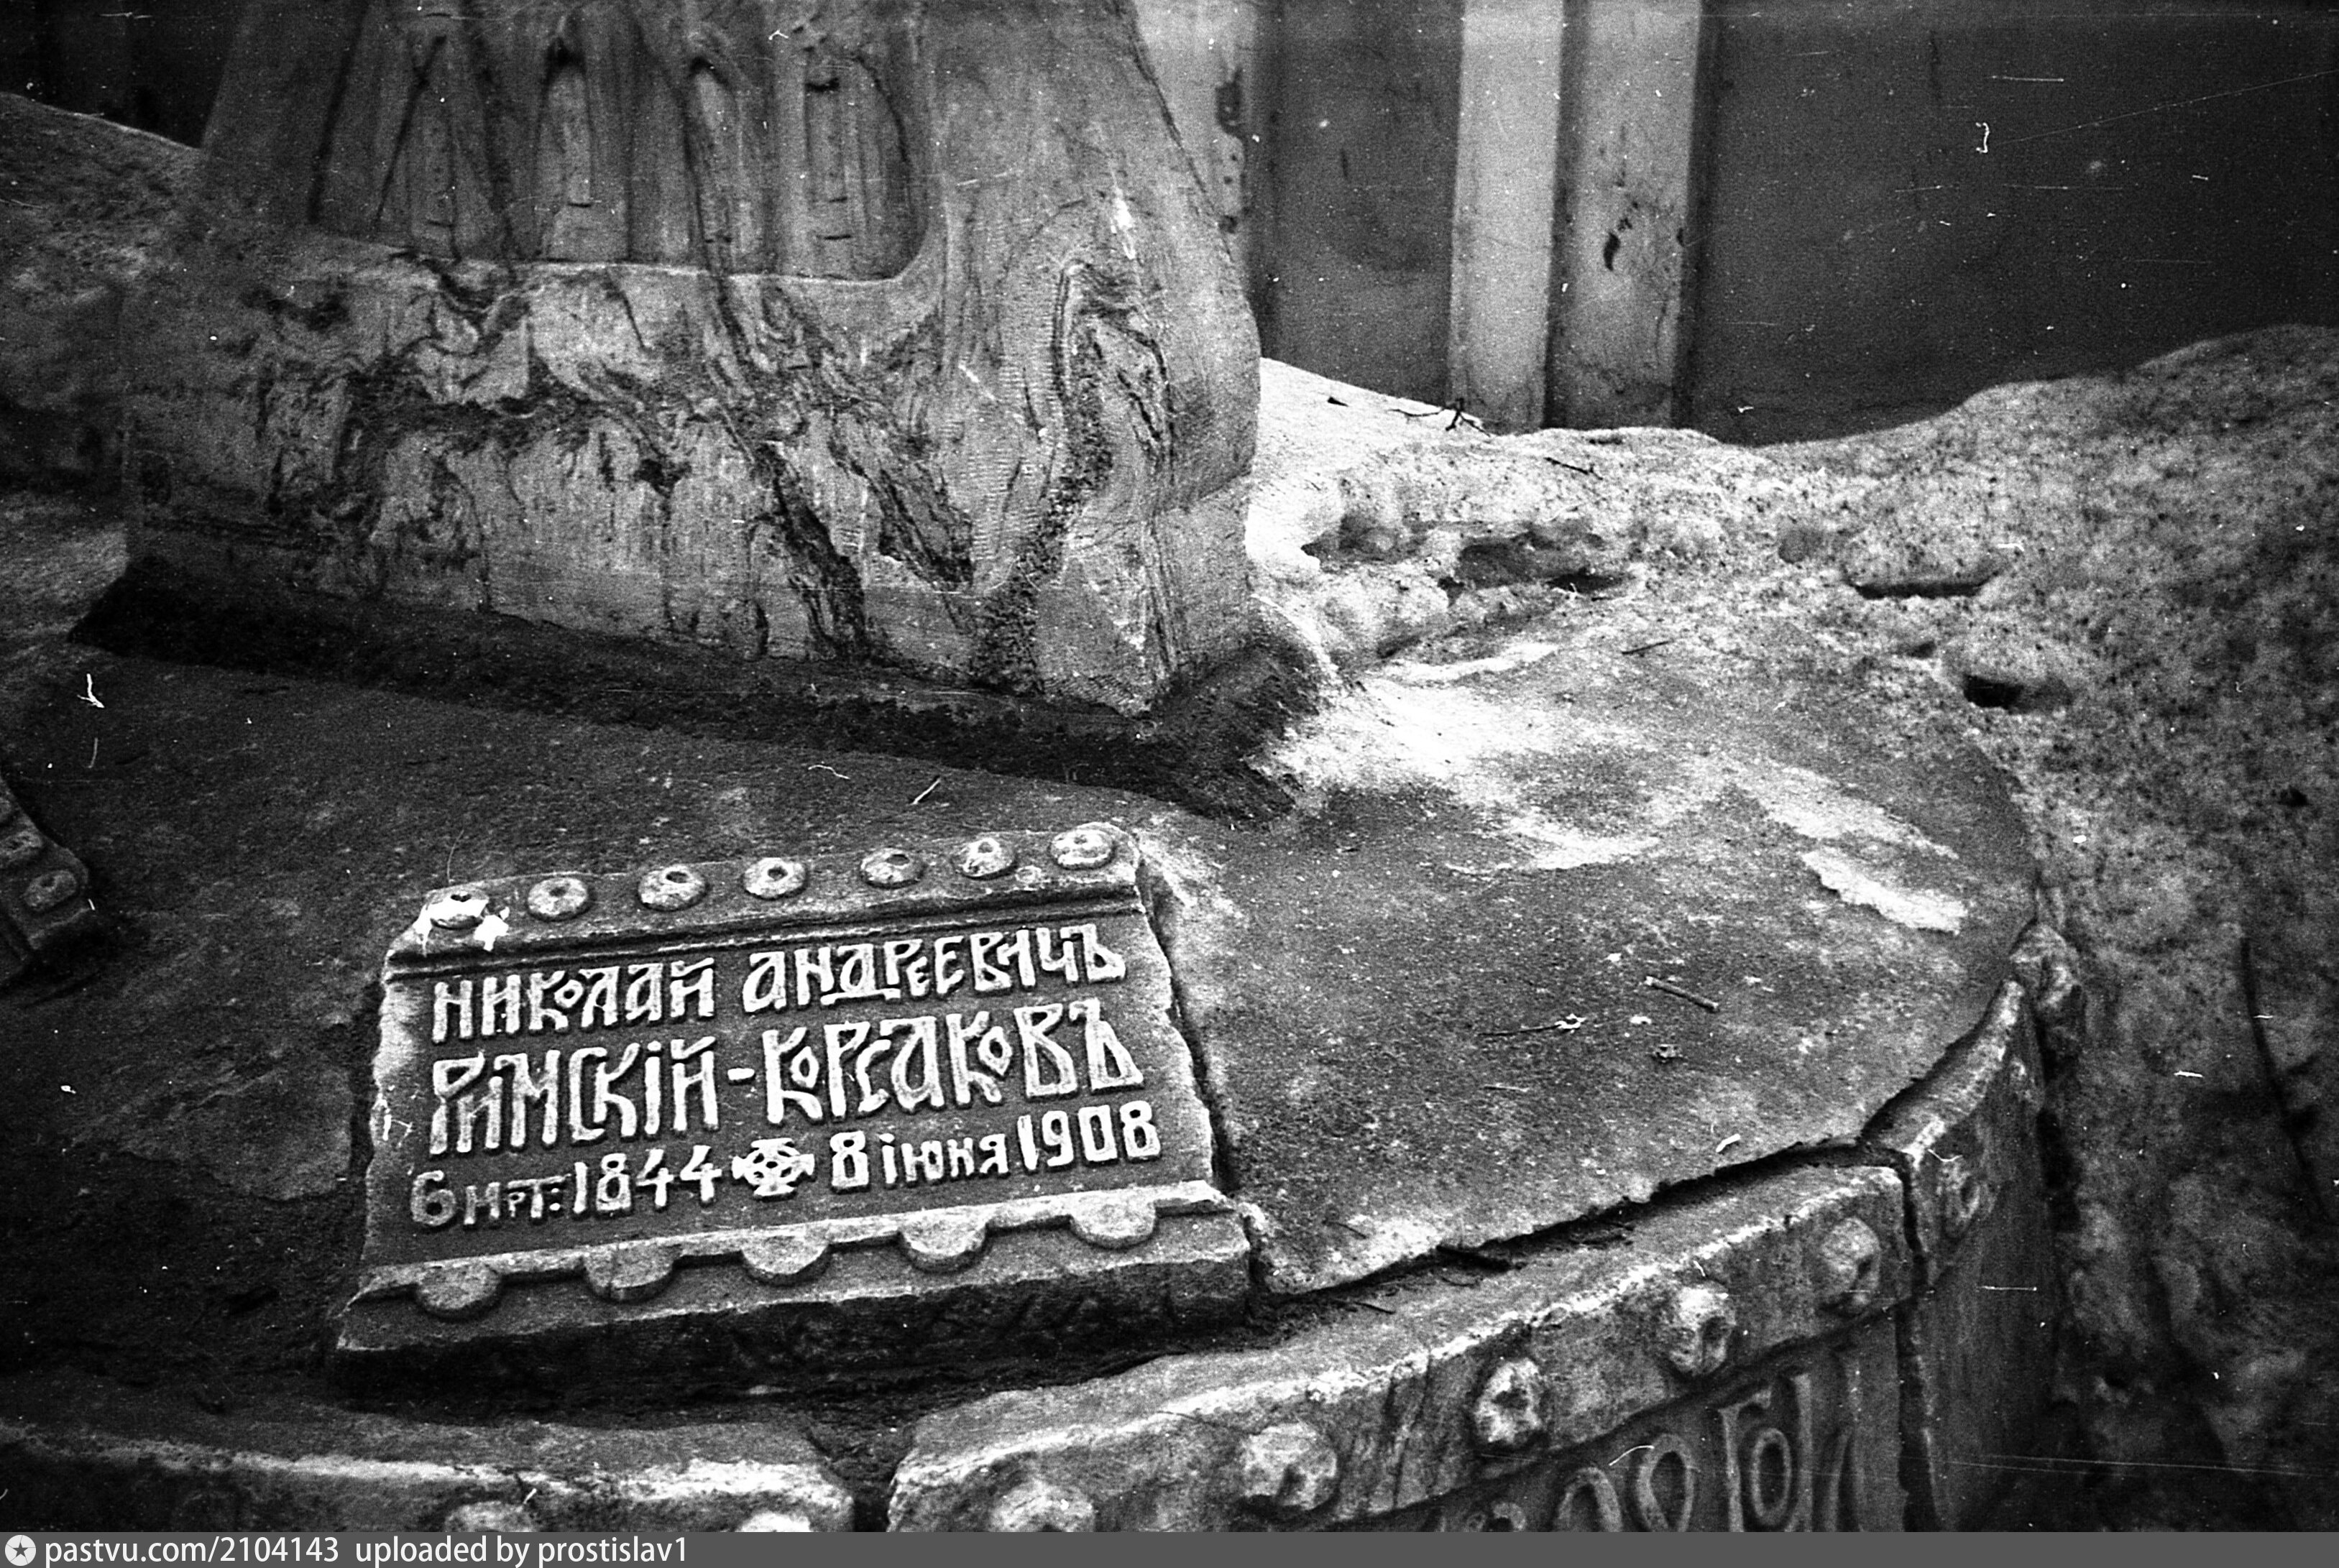 НИКОЛАЙ АНДРЕЕВИЧЪ
РИМСКІЙ-КОРСАКОВЪ
6 МРТ: 1844 8 іюня 1908
pastvu.com/2104143 uploaded by prostislav1